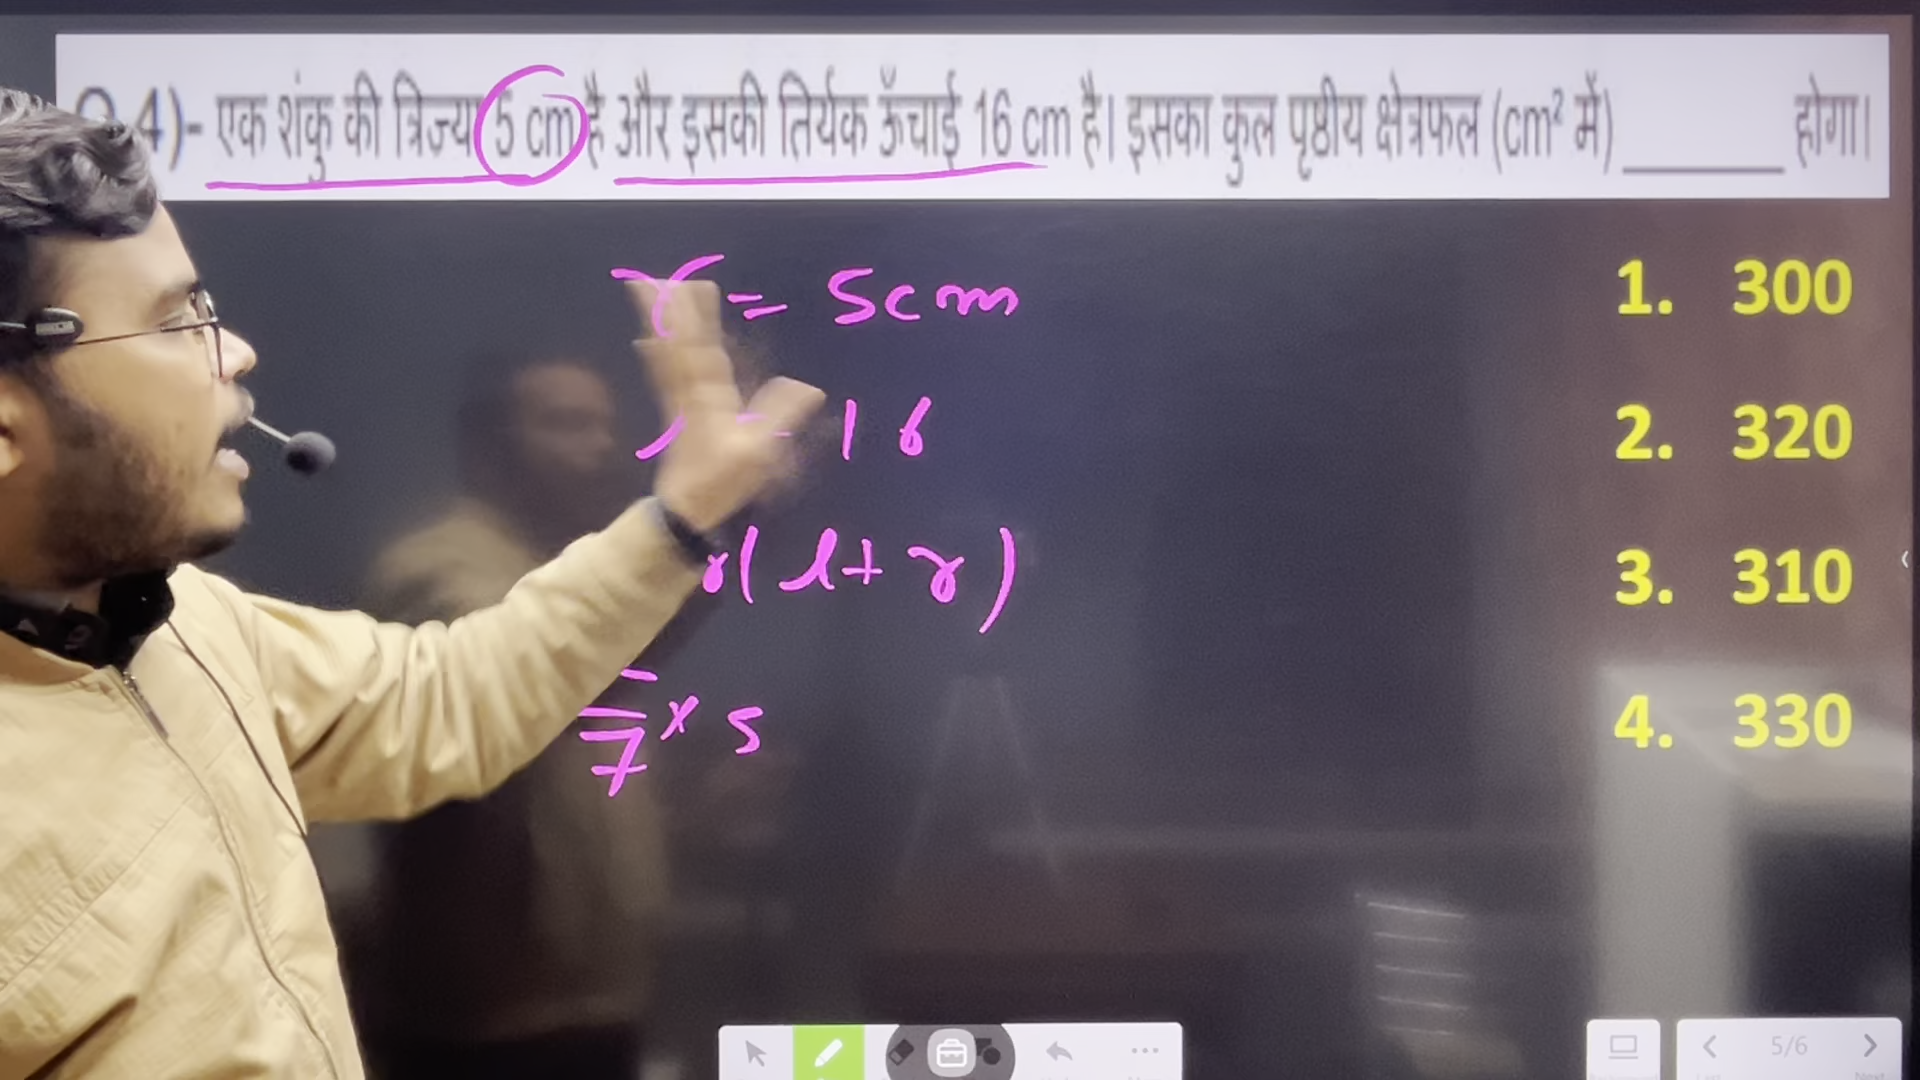 4)- एक शंकु की त्रिज्या 5 cm है और इसकी तिर्यक ऊँचाई 16 cm है। इसका कुल पृष्ठीय क्षेत्रफल (cm² में) ______ होगा।
r = 5cm
16
r(l+r)
7 × 5
1. 300
2. 320
3. 310
4. 330
5/6